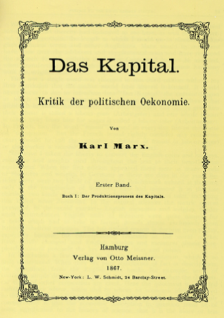 Das Kapital.
Kritik der politischen Oekonomie.
Von
Karl Marx.
Erster Band.
Buch I: Der Produktionsprocess des Kapitals.
Hamburg
Verlag von Otto Meissner.
1867.
New-York: L. W. Schmidt, 24 Barclay-Street.